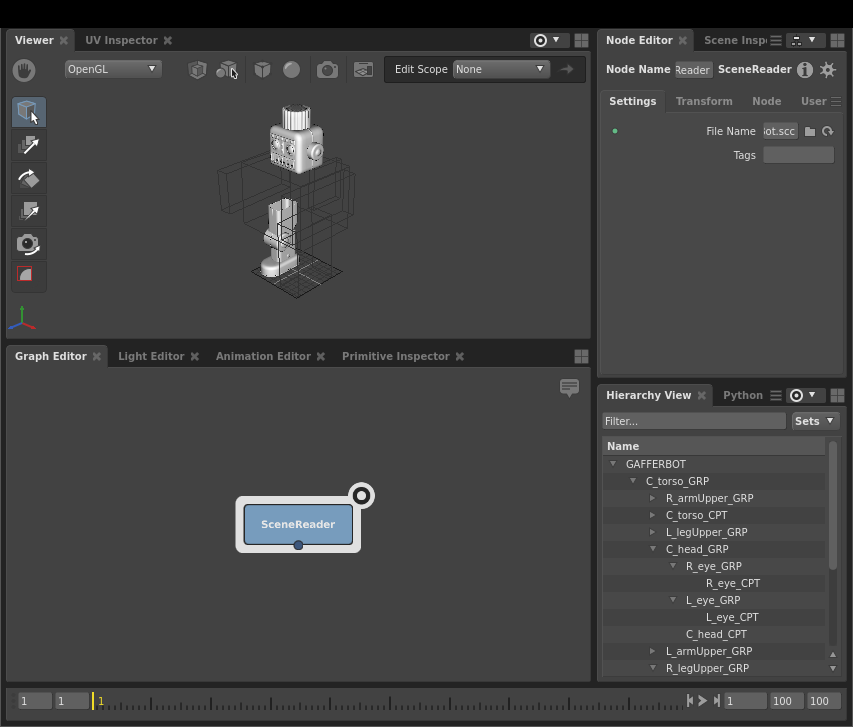 Viewer UV Inspector
OpenGL Edit Scope None
Node Editor Scene Insp
Node Name Reader SceneReader
Settings Transform Node User
File Name ot.scc
Tags
Graph Editor Light Editor Animation Editor Primitive Inspector
SceneReader
Hierarchy View Python
Filter... Sets
Name
GAFFERBOT
C_torso_GRP
R_armUpper_GRP
C_torso_CPT
L_legUpper_GRP
C_head_GRP
R_eye_GRP
R_eye_CPT
L_eye_GRP
L_eye_CPT
C_head_CPT
L_armUpper_GRP
R_legUpper_GRP
1 1 1 1 100 100